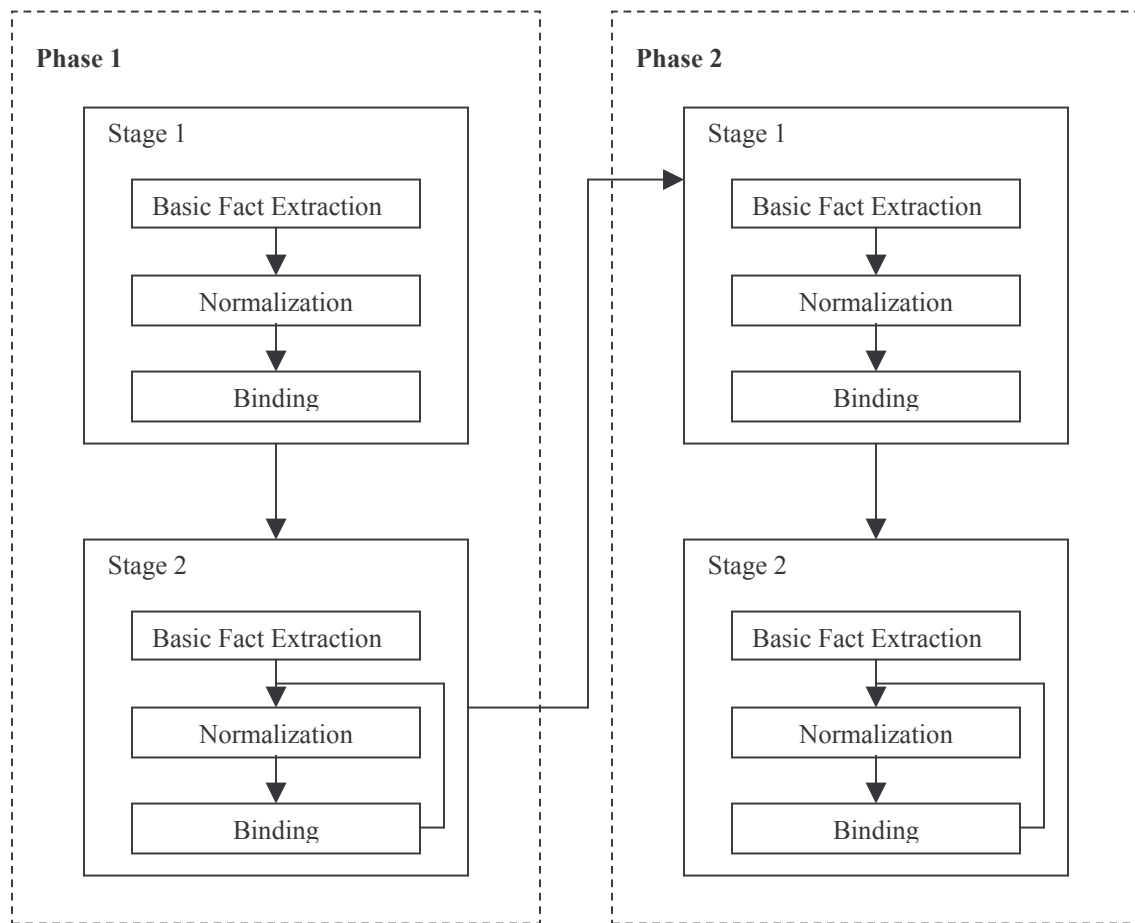 Phase 1
Stage 1
Basic Fact Extraction
Normalization
Binding
Stage 2
Basic Fact Extraction
Normalization
Binding
Phase 2
Stage 1
Basic Fact Extraction
Normalization
Binding
Stage 2
Basic Fact Extraction
Normalization
Binding